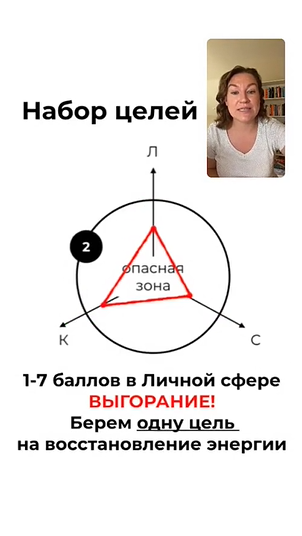 Набор целей
Л
2
опасная
зона
К
С
1-7 баллов в Личной сфере
ВЫГОРАНИЕ!
Берем одну цель
на восстановление энергии